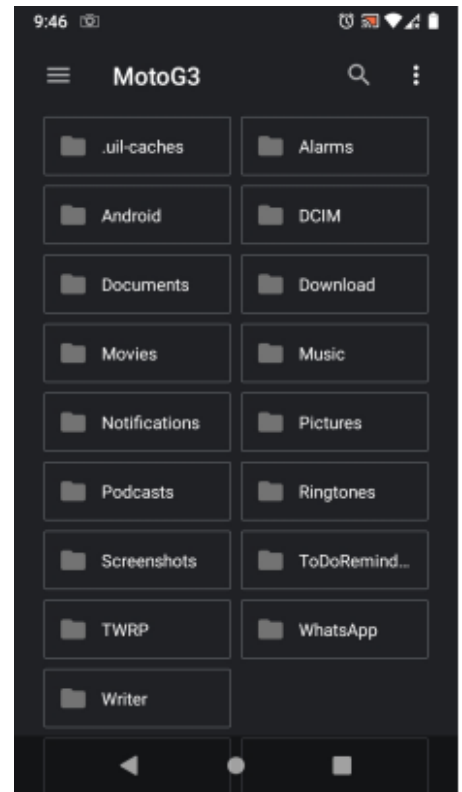 9:46
MotoG3
.uil-caches
Alarms
Android
DCIM
Documents
Download
Movies
Music
Notifications
Pictures
Podcasts
Ringtones
Screenshots
ToDoRemind...
TWRP
WhatsApp
Writer